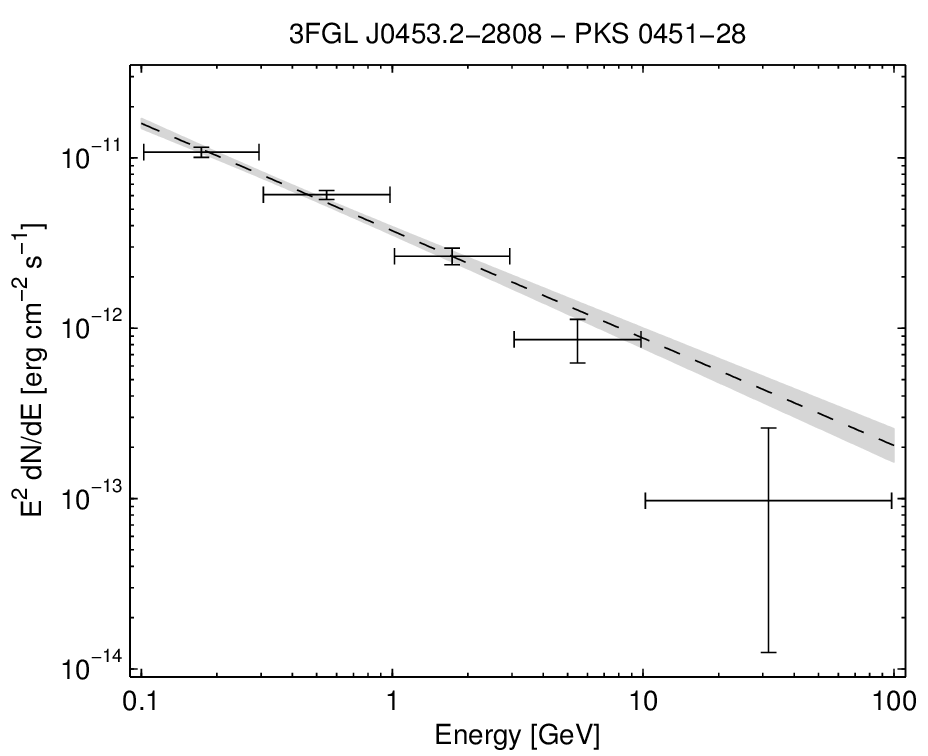 3FGL J0453.2−2808 − PKS 0451−28
E² dN/dE [erg cm⁻² s⁻¹]
10⁻¹¹
10⁻¹²
10⁻¹³
10⁻¹⁴
0.1 1 10 100
Energy [GeV]